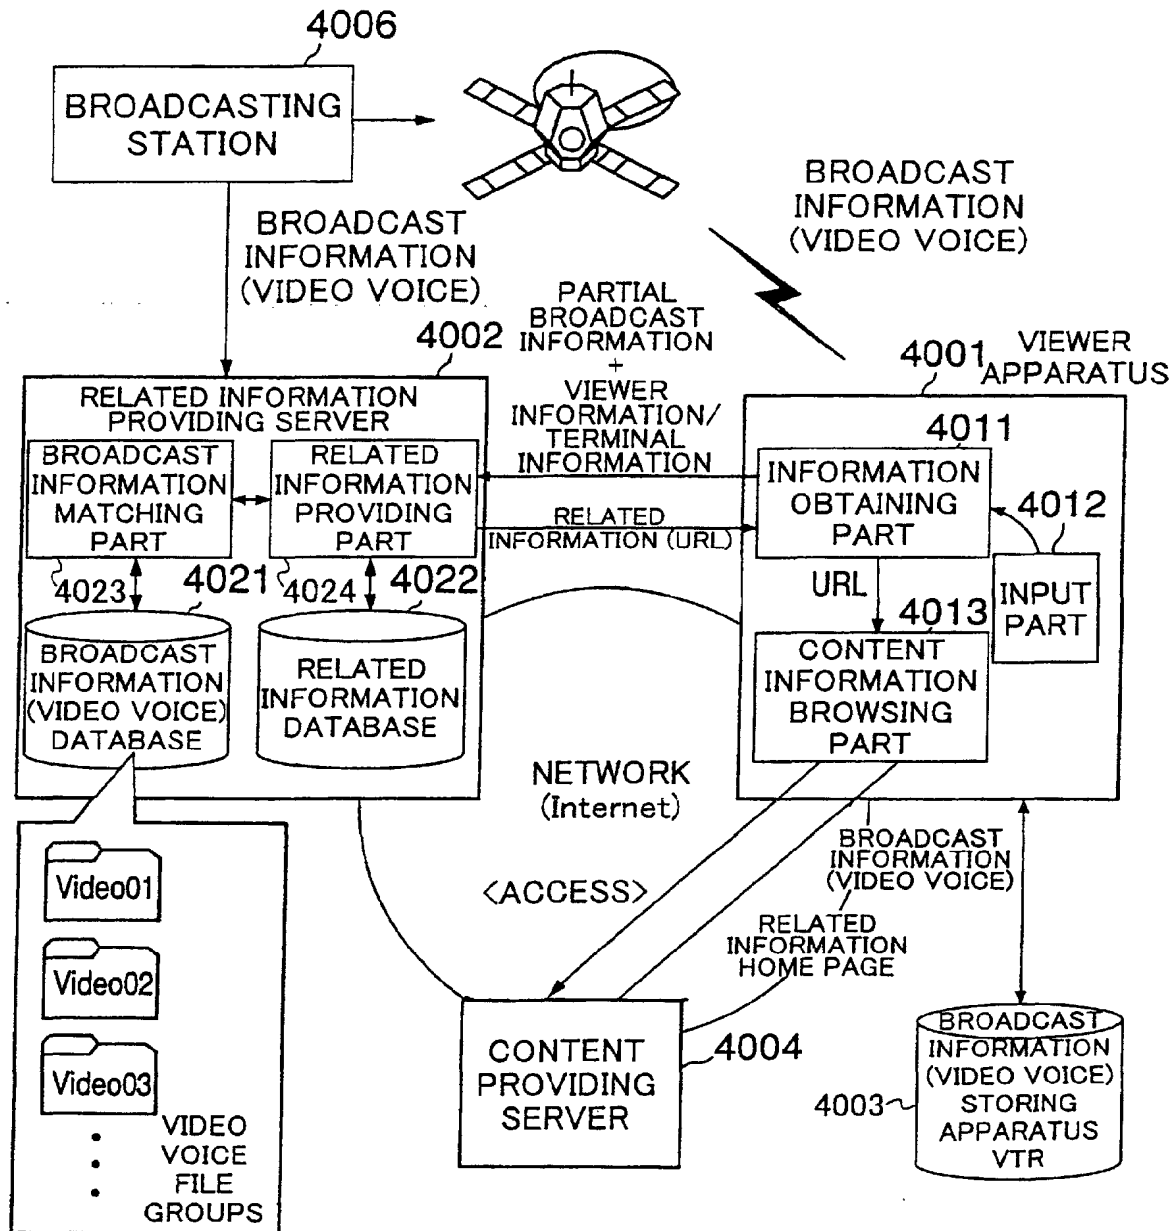 4006
BROADCASTING
STATION
BROADCAST
INFORMATION
(VIDEO VOICE)
BROADCAST
INFORMATION
(VIDEO VOICE)
PARTIAL
BROADCAST
INFORMATION
+
VIEWER
INFORMATION/
TERMINAL
INFORMATION
4002
RELATED INFORMATION
PROVIDING SERVER
BROADCAST
INFORMATION
MATCHING
PART
RELATED
INFORMATION
PROVIDING
PART
4023
4021
4024
4022
BROADCAST
INFORMATION
(VIDEO VOICE)
DATABASE
RELATED
INFORMATION
DATABASE
RELATED
INFORMATION (URL)
4001
VIEWER
APPARATUS
4011
INFORMATION
OBTAINING
PART
4012
INPUT
PART
URL
4013
CONTENT
INFORMATION
BROWSING
PART
NETWORK
(Internet)
<ACCESS>
BROADCAST
INFORMATION
(VIDEO VOICE)
RELATED
INFORMATION
HOME PAGE
Video01
Video02
Video03
VIDEO
VOICE
FILE
GROUPS
CONTENT
PROVIDING
SERVER
4004
4003
BROADCAST
INFORMATION
(VIDEO VOICE)
STORING
APPARATUS
VTR